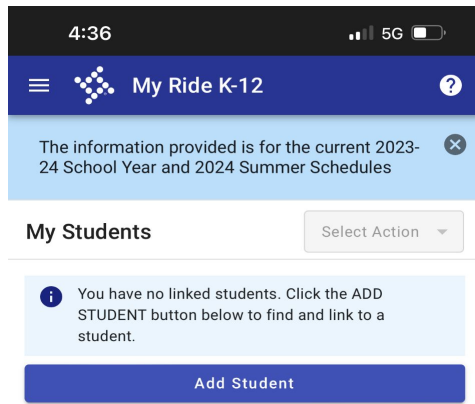 4:36
5G
My Ride K-12
?
The information provided is for the current 2023-
24 School Year and 2024 Summer Schedules
My Students
Select Action
i
You have no linked students. Click the ADD
STUDENT button below to find and link to a
student.
Add Student